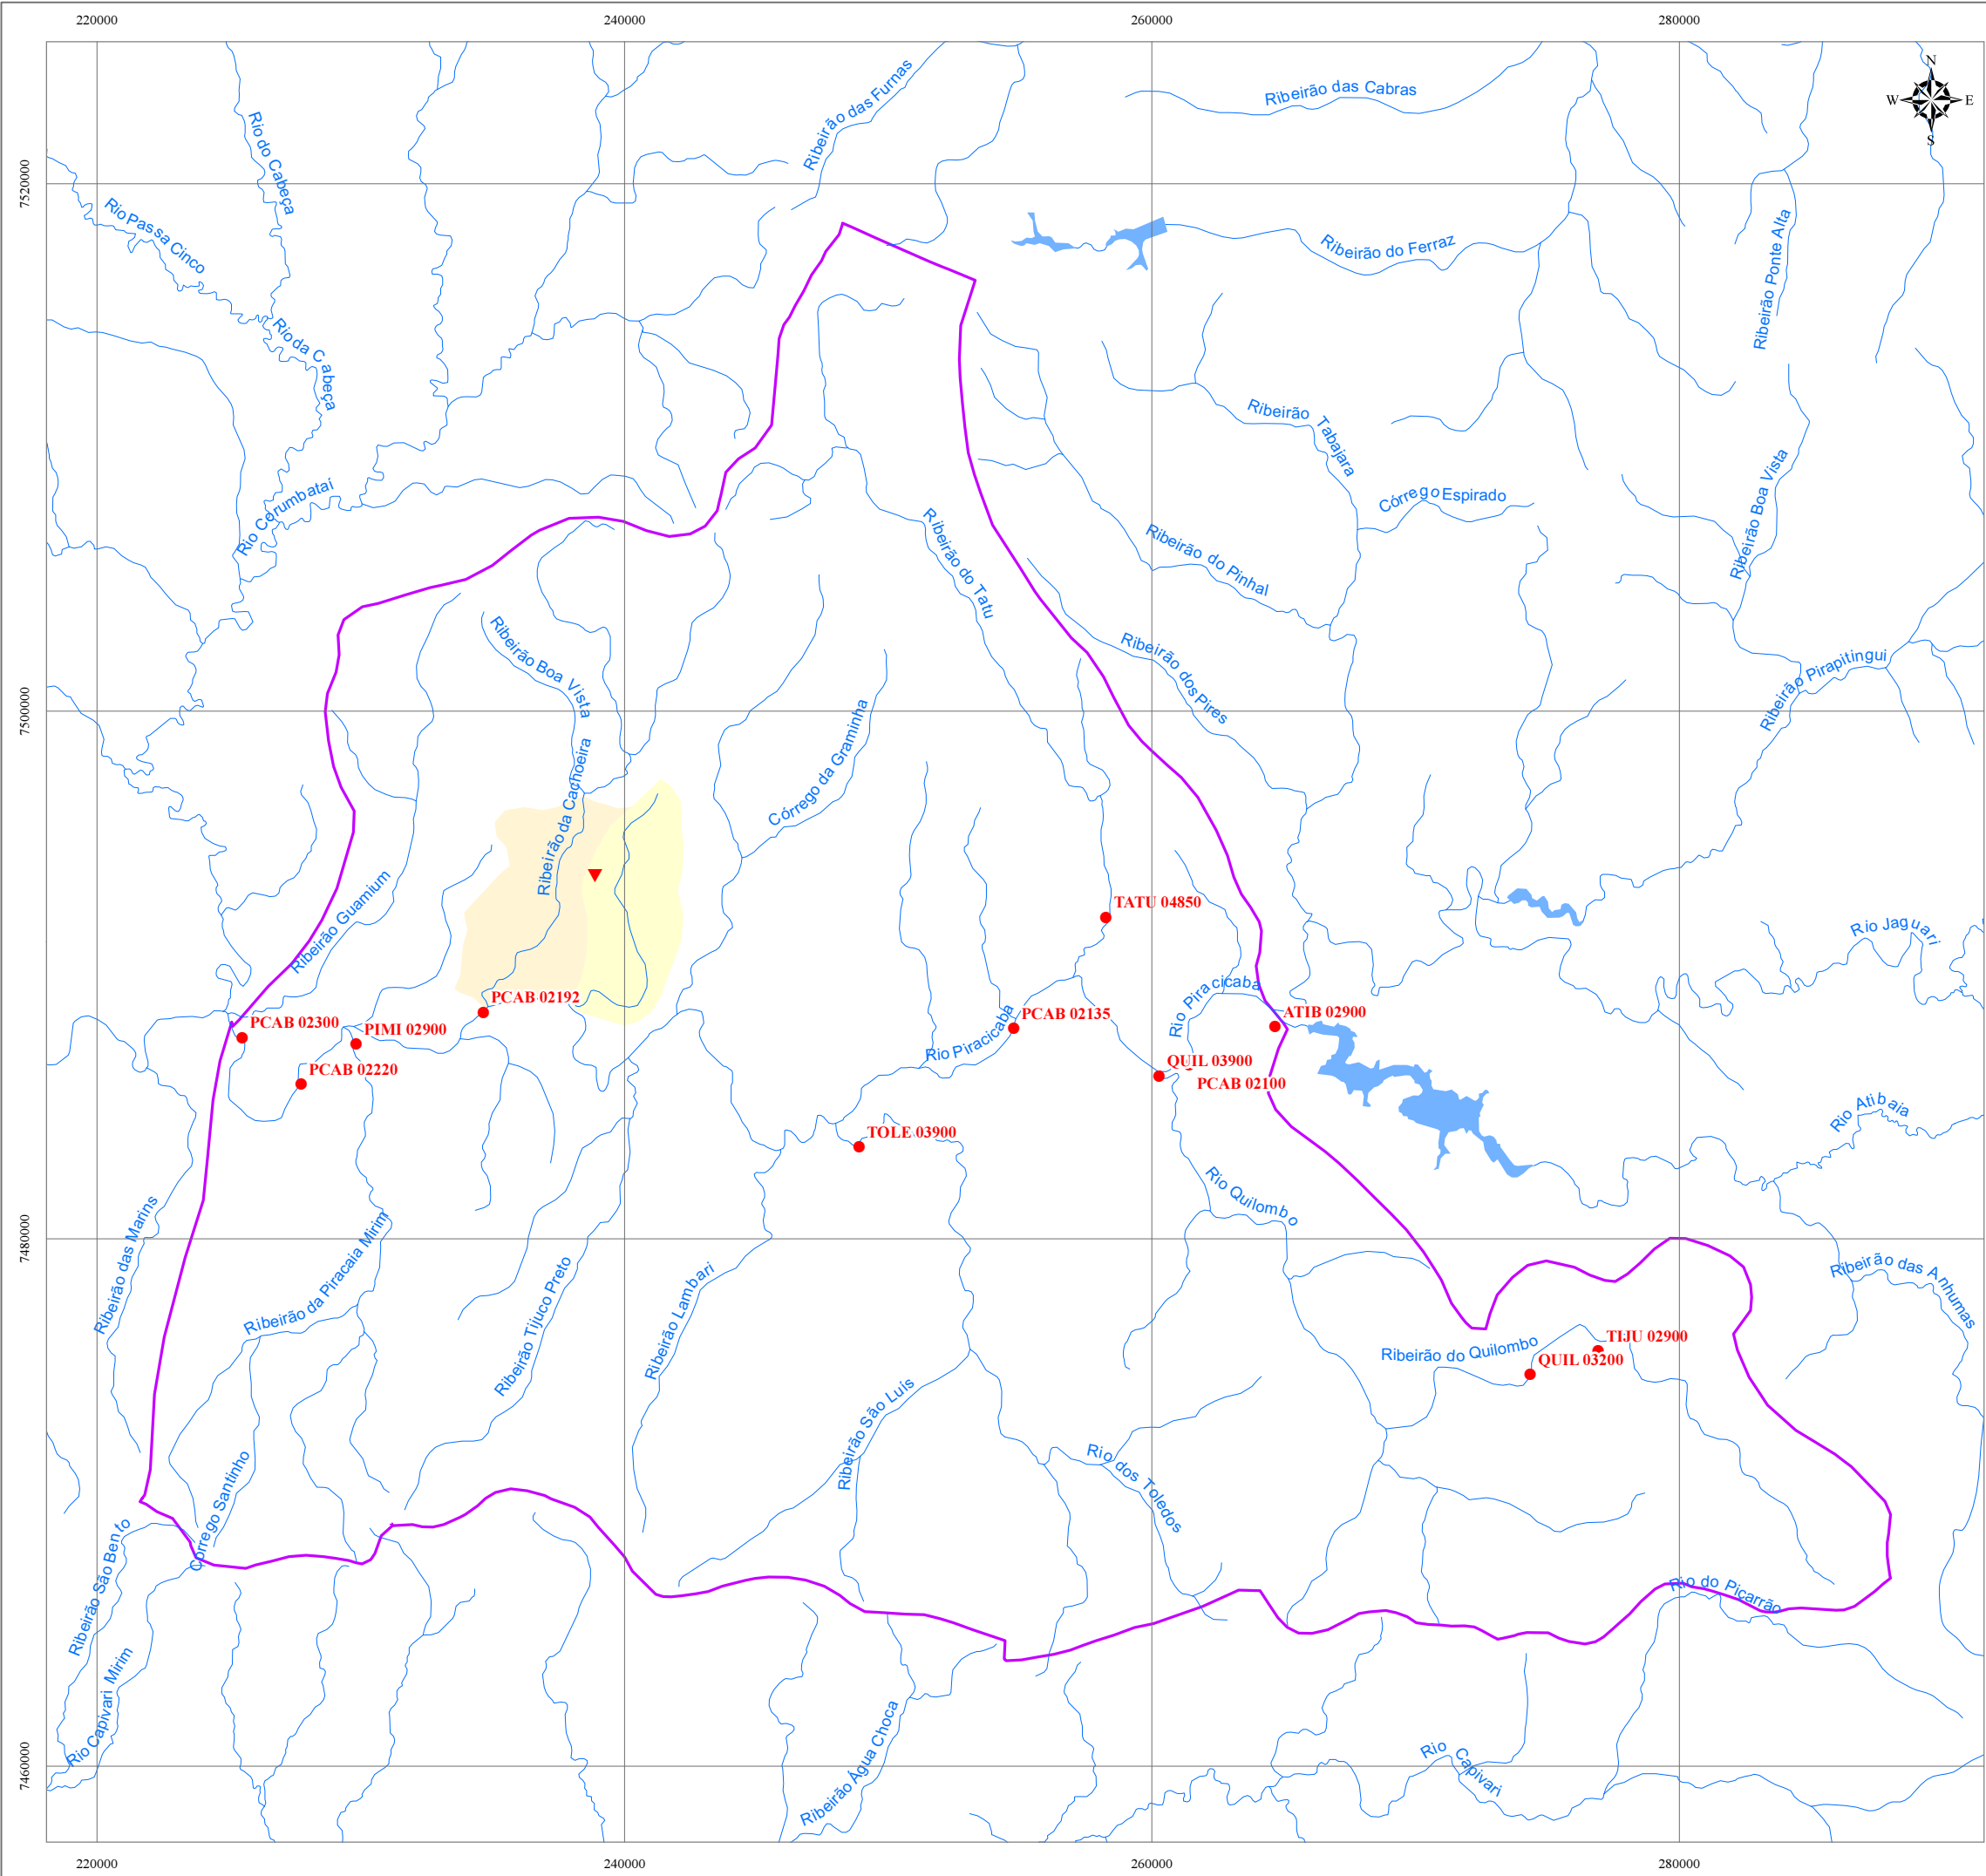 220000 240000 260000 280000
N
W E
S
7520000
7500000
7480000
7460000
Ribeirão das Furnas
Ribeirão das Cabras
Rio do Cabeça
Rio Passa Cinco
Ribeirão do Ferraz
Ribeirão Ponte Alta
Rio da Cabeça
Ribeirão Tabajara
Rio Corumbataí
Córrego Espirado
Ribeirão Boa Vista
Ribeirão do Tatu
Ribeirão do Pinhal
Ribeirão Boa Vista
Ribeirão dos Pires
Ribeirão Pirapitingui
Córrego da Graminha
Ribeirão da Cachoeira
Ribeirão Guamium
TATU 04850
Rio Jaguari
Rio Piracicaba
PCAB 02192
PCAB 02300
PIMI 02900
PCAB 02135
ATIB 02900
Rio Piracicaba
QUIL 03900
PCAB 02220
PCAB 02100
Rio Atibaia
TOLE 03900
Rio Quilombo
Ribeirão das Marins
Ribeirão da Piracaia Mirim
Ribeirão Tijuco Preto
Ribeirão Lambari
Ribeirão das Anhumas
TIJU 02900
Ribeirão do Quilombo
QUIL 03200
Ribeirão São Luis
Rio dos Toledos
Córrego Santinho
Ribeirão São Bento
Rio do Picarrão
Rio Capivari Mirim
Ribeirão Água Choca
Rio Capivari
220000 240000 260000 280000